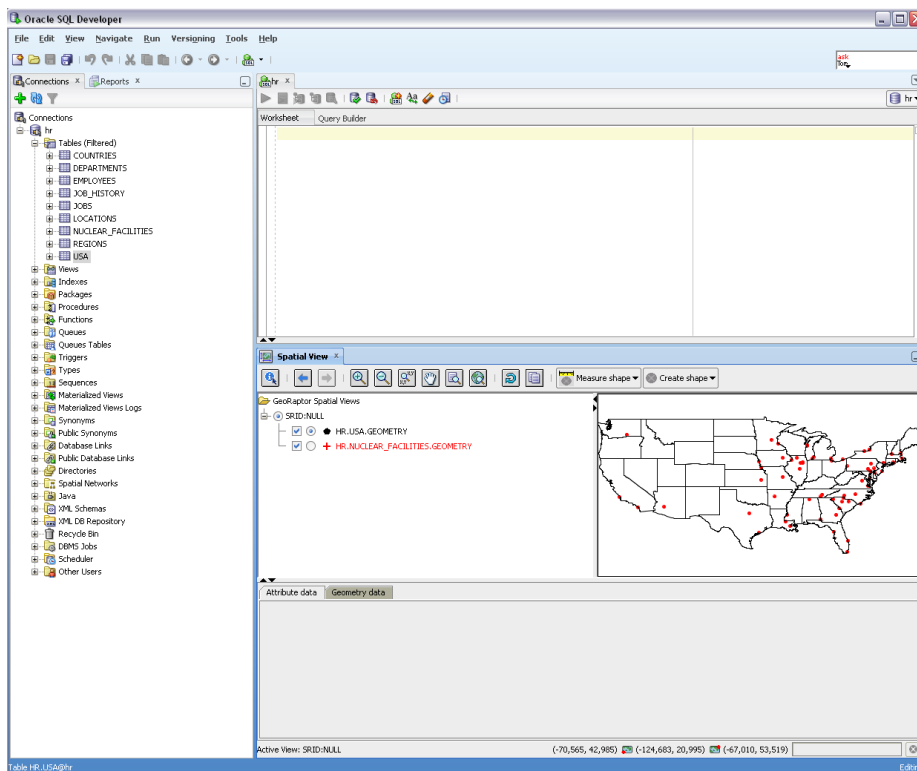 Oracle SQL Developer
File Edit View Navigate Run Versioning Tools Help
ask
Tom
Connections x Reports x
Connections
hr
Tables (Filtered)
COUNTRIES
DEPARTMENTS
EMPLOYEES
JOB_HISTORY
JOBS
LOCATIONS
NUCLEAR_FACILITIES
REGIONS
USA
Views
Indexes
Packages
Procedures
Functions
Queues
Queues Tables
Triggers
Types
Sequences
Materialized Views
Materialized Views Logs
Synonyms
Public Synonyms
Database Links
Public Database Links
Directories
Spatial Networks
Java
XML Schemas
XML DB Repository
Recycle Bin
DBMS Jobs
Scheduler
Other Users
hr x
hr
Worksheet Query Builder
Spatial View x
Measure shape Create shape
GeoRaptor Spatial Views
SRID:NULL
HR.USA.GEOMETRY
HR.NUCLEAR_FACILITIES.GEOMETRY
Attribute data Geometry data
Active View: SRID:NULL (-70,565, 42,985) (-124,683, 20,995) (-67,010, 53,519)
Table HR.USA@hr Editin